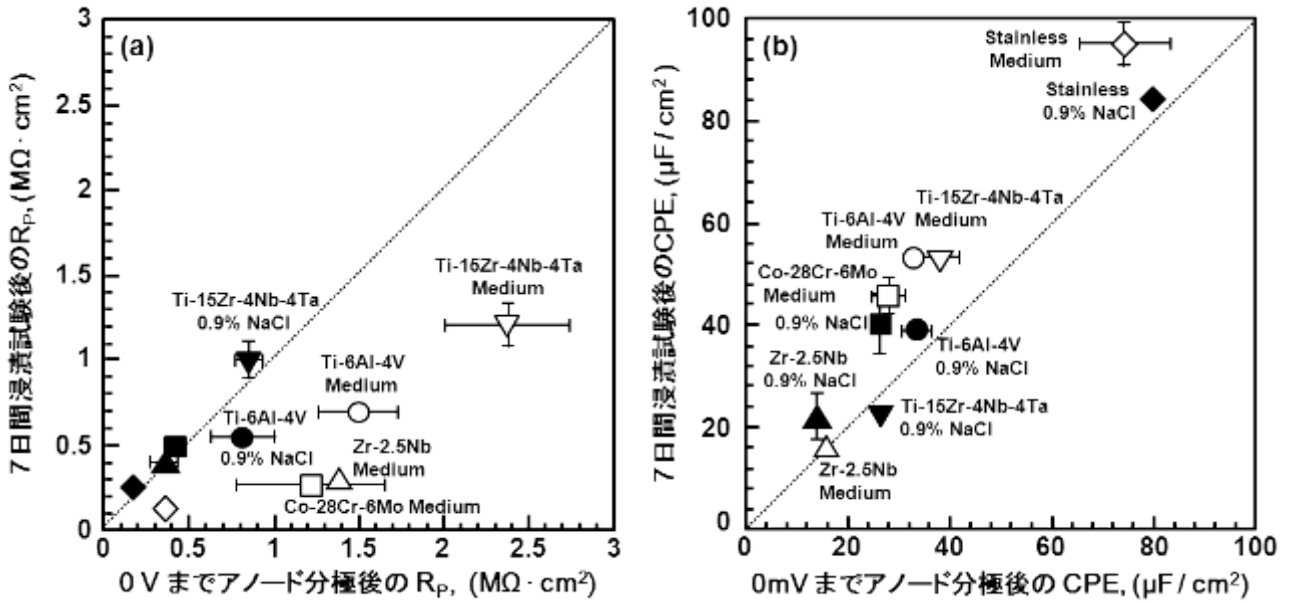 (a)
3
2.5
2
1.5
1
0.5
0
0
0.5
1
1.5
2
2.5
3
7日間浸漬試験後のRP, (MΩ·cm2)
0 V までアノード分極後の RP, (MΩ·cm2)
Ti-15Zr-4Nb-4Ta
0.9% NaCl
Ti-15Zr-4Nb-4Ta
Medium
Ti-6Al-4V
Medium
Ti-6Al-4V
0.9% NaCl
Zr-2.5Nb
Medium
Co-28Cr-6Mo Medium
(b)
100
80
60
40
20
0
0
20
40
60
80
100
7日間浸漬試験後のCPE, (µF/cm2)
0mV までアノード分極後の CPE, (µF/cm2)
Stainless
Medium
Stainless
0.9% NaCl
Ti-15Zr-4Nb-4Ta
Medium
Ti-6Al-4V
Medium
Co-28Cr-6Mo
Medium
0.9% NaCl
Ti-6Al-4V
0.9% NaCl
Zr-2.5Nb
0.9% NaCl
Ti-15Zr-4Nb-4Ta
0.9% NaCl
Zr-2.5Nb
Medium